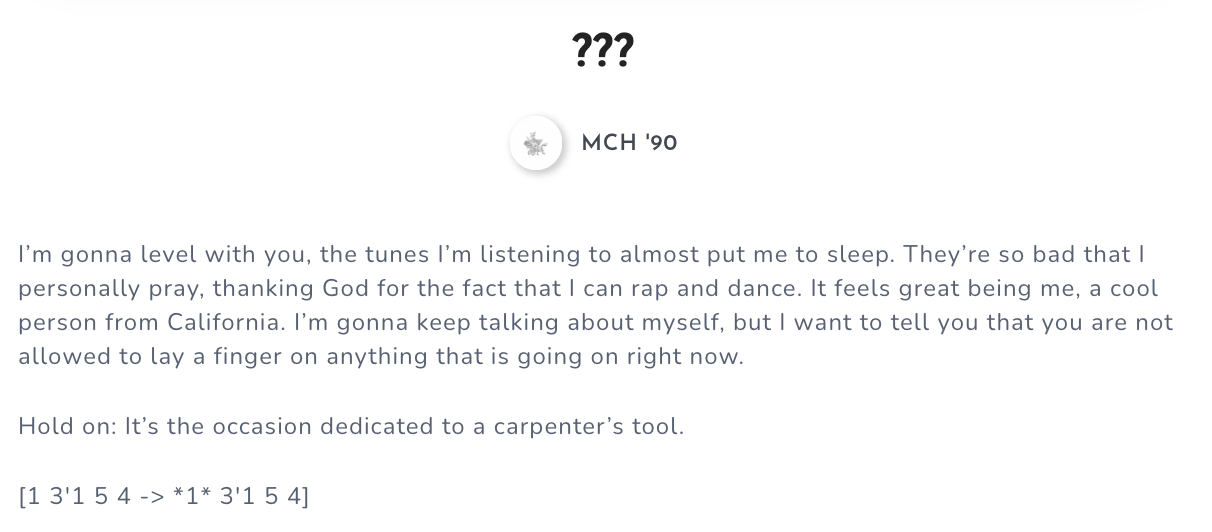 ???
MCH '90
I’m gonna level with you, the tunes I’m listening to almost put me to sleep. They’re so bad that I
personally pray, thanking God for the fact that I can rap and dance. It feels great being me, a cool
person from California. I’m gonna keep talking about myself, but I want to tell you that you are not
allowed to lay a finger on anything that is going on right now.
Hold on: It’s the occasion dedicated to a carpenter’s tool.
[1 3'1 5 4 -> *1* 3'1 5 4]